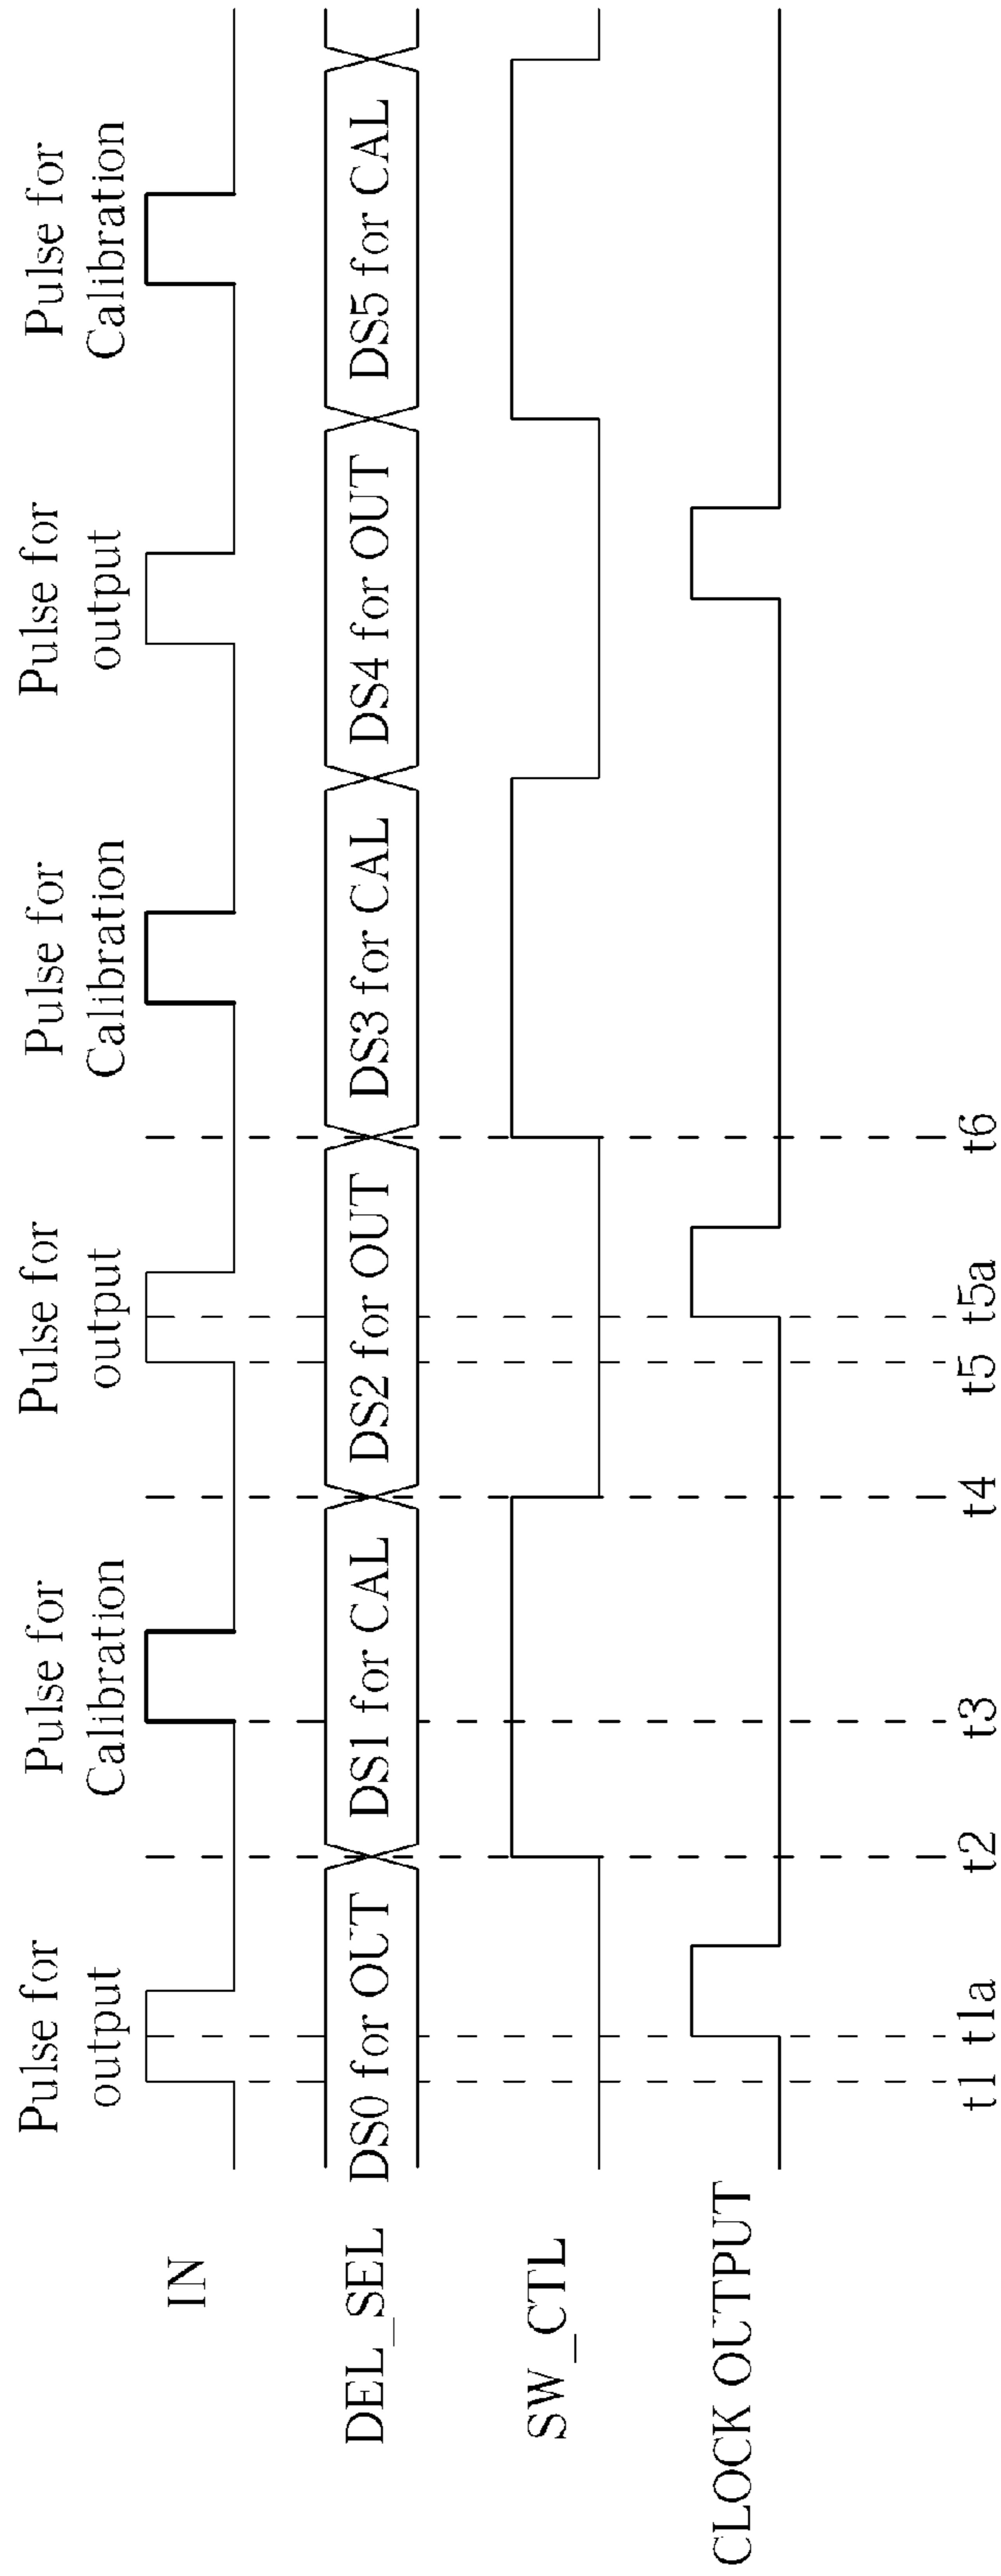 Pulse for
output
Pulse for
Calibration
Pulse for
output
Pulse for
Calibration
Pulse for
output
Pulse for
Calibration
IN
DEL_SEL
DS0 for OUT
DS1 for CAL
DS2 for OUT
DS3 for CAL
DS4 for OUT
DS5 for CAL
SW_CTL
CLOCK OUTPUT
t1
t1a
t2
t3
t4
t5
t5a
t6